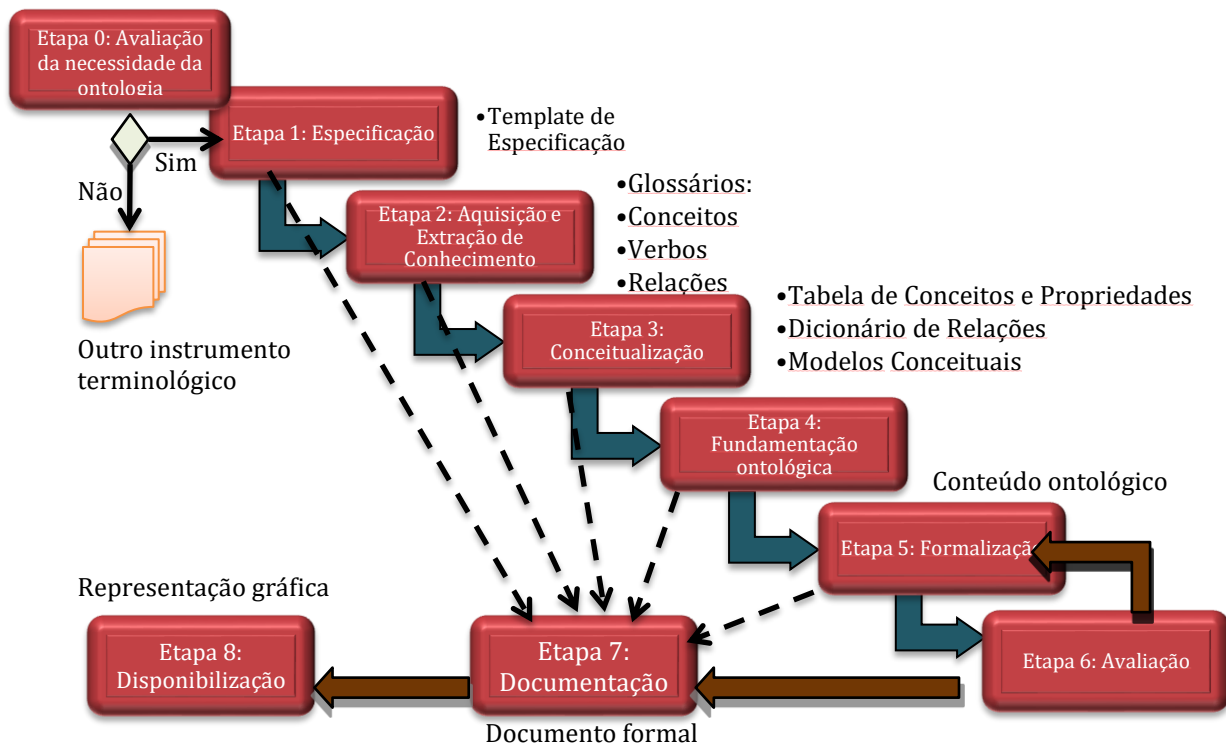 Etapa 0: Avaliação
da necessidade da
ontologia
Etapa 1: Especificação
•Template de
Especificação
Sim
Não
Outro instrumento
terminológico
Etapa 2: Aquisição e
Extração de
Conhecimento
•Glossários:
•Conceitos
•Verbos
•Relações
Etapa 3:
Conceitualização
•Tabela de Conceitos e Propriedades
•Dicionário de Relações
•Modelos Conceituais
Etapa 4:
Fundamentação
ontológica
Conteúdo ontológico
Etapa 5: Formalizaçã
Etapa 6: Avaliação
Etapa 7:
Documentação
Documento formal
Representação gráfica
Etapa 8:
Disponibilização